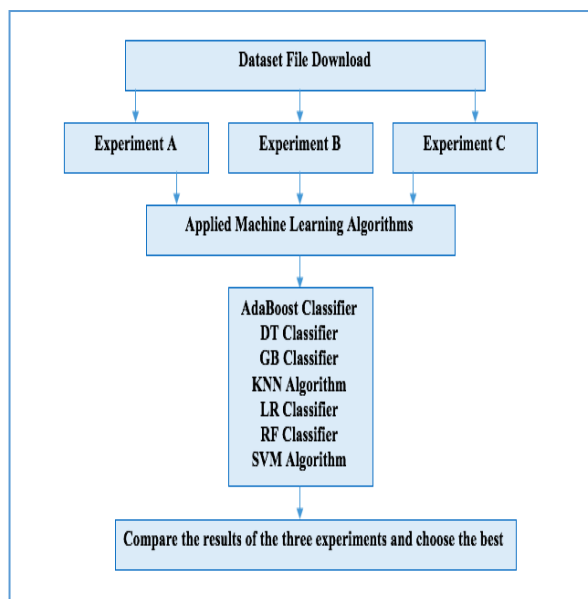 Dataset File Download
Experiment A
Experiment B
Experiment C
Applied Machine Learning Algorithms
AdaBoost Classifier
DT Classifier
GB Classifier
KNN Algorithm
LR Classifier
RF Classifier
SVM Algorithm
Compare the results of the three experiments and choose the best